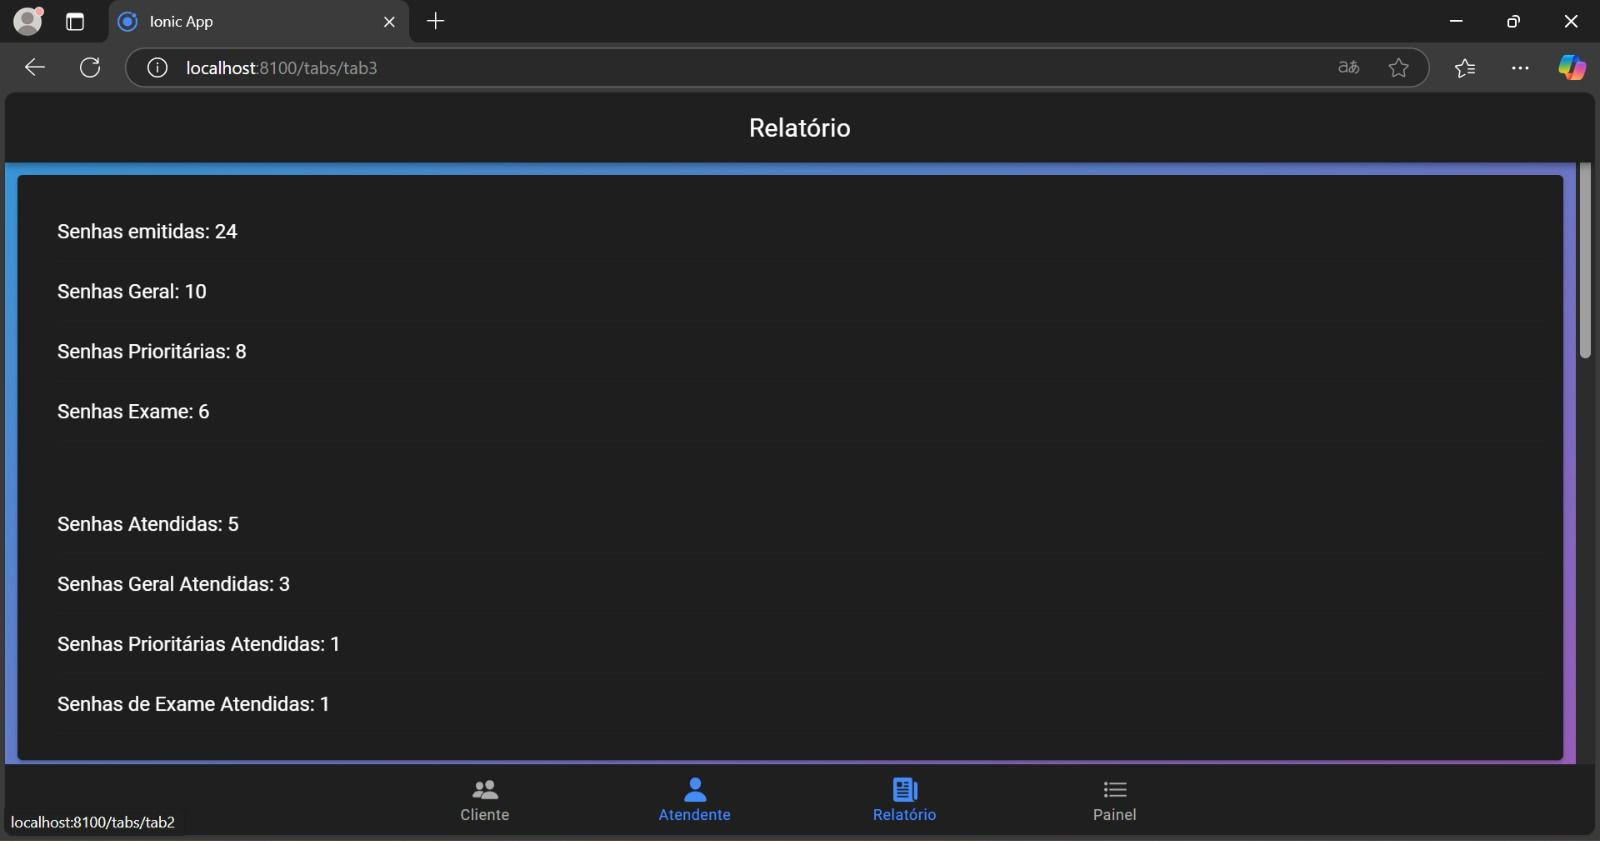 Ionic App
localhost:8100/tabs/tab3
aあ
Relatório
Senhas emitidas: 24
Senhas Geral: 10
Senhas Prioritárias: 8
Senhas Exame: 6
Senhas Atendidas: 5
Senhas Geral Atendidas: 3
Senhas Prioritárias Atendidas: 1
Senhas de Exame Atendidas: 1
Cliente
Atendente
Relatório
Painel
localhost:8100/tabs/tab2